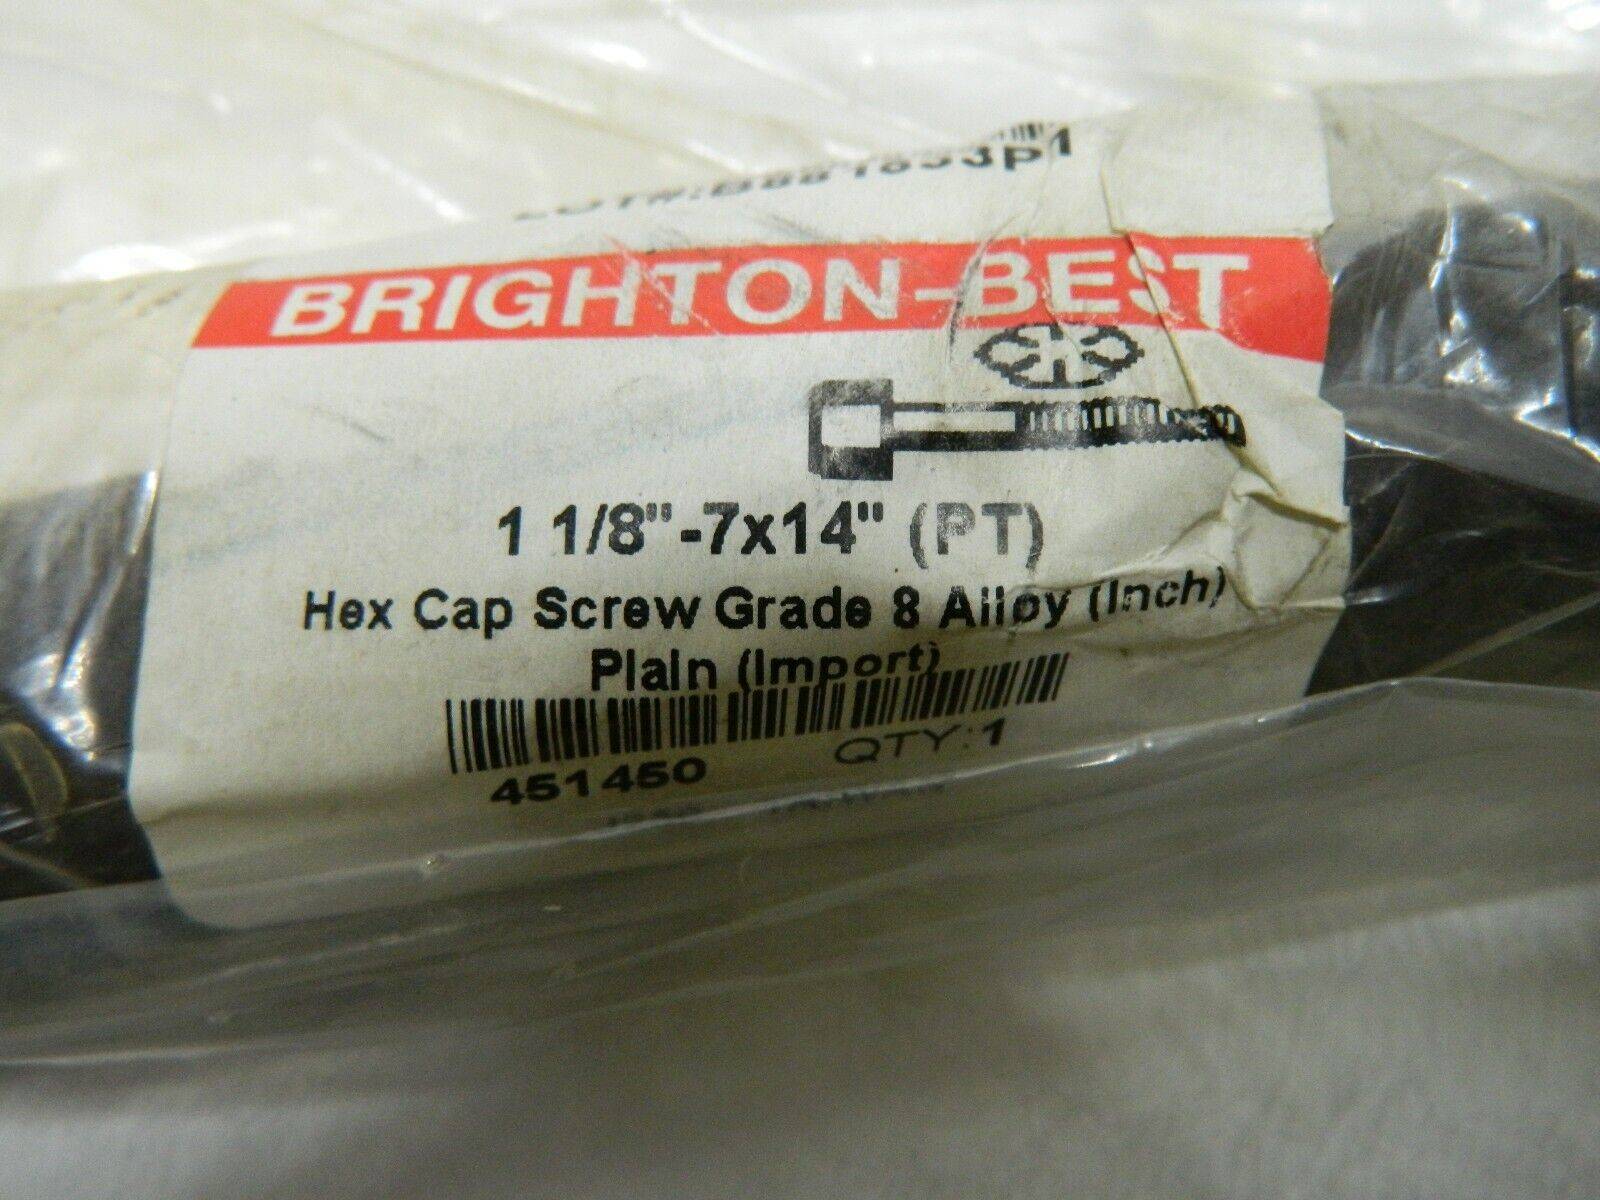 BRIGHTON-BEST
1 1/8"-7x14" (PT)
Hex Cap Screw Grade 8 Alloy (Inch)
Plain (Import)
451450 QTY:1